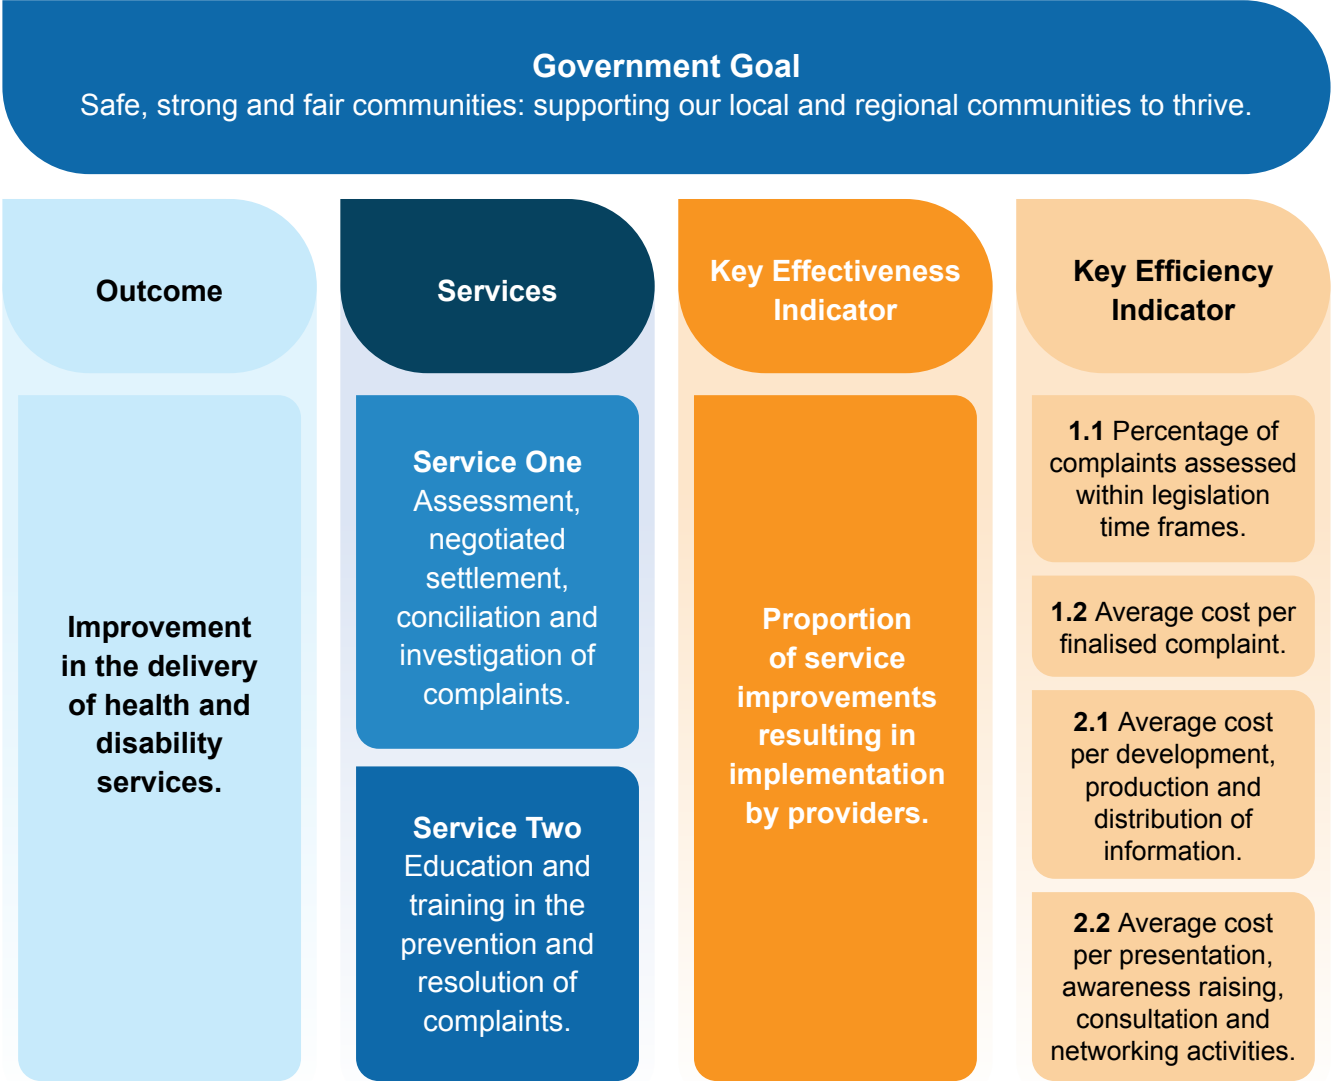 Government Goal
Safe, strong and fair communities: supporting our local and regional communities to thrive.
Outcome
Improvement
in the delivery
of health and
disability
services.
Services
Service One
Assessment,
negotiated
settlement,
conciliation and
investigation of
complaints.
Service Two
Education and
training in the
prevention and
resolution of
complaints.
Key Effectiveness
Indicator
Proportion
of service
improvements
resulting in
implementation
by providers.
Key Efficiency
Indicator
1.1 Percentage of
complaints assessed
within legislation
time frames.
1.2 Average cost per
finalised complaint.
2.1 Average cost
per development,
production and
distribution of
information.
2.2 Average cost
per presentation,
awareness raising,
consultation and
networking activities.